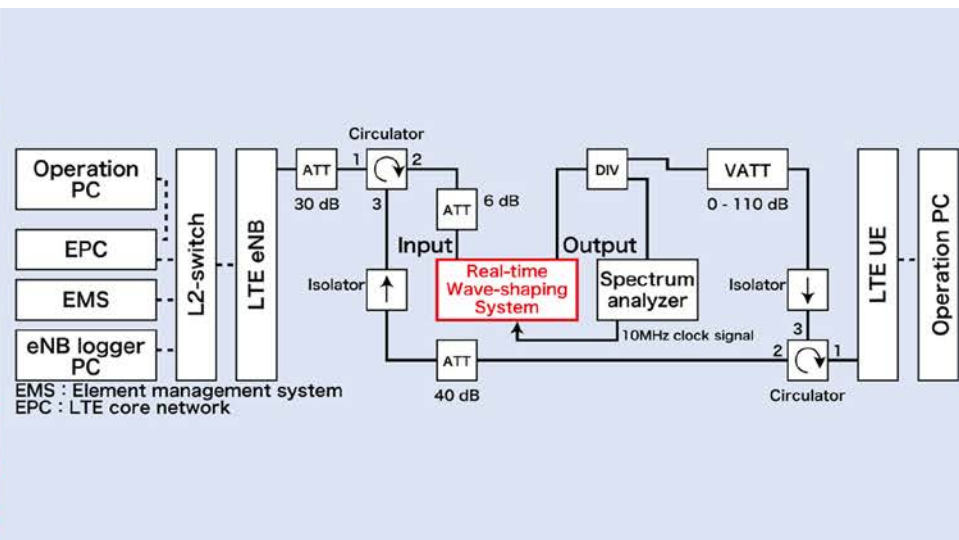 Circulator
Operation
PC
EPC
EMS
eNB logger
PC
L2-switch
LTE eNB
ATT
30 dB
1
2
3
ATT
6 dB
Input
Isolator
Real-time
Wave-shaping
System
Output
DIV
Spectrum
analyzer
10MHz clock signal
VATT
0 - 110 dB
Isolator
3
2
1
Circulator
ATT
40 dB
LTE UE
Operation PC
EMS : Element management system
EPC : LTE core network